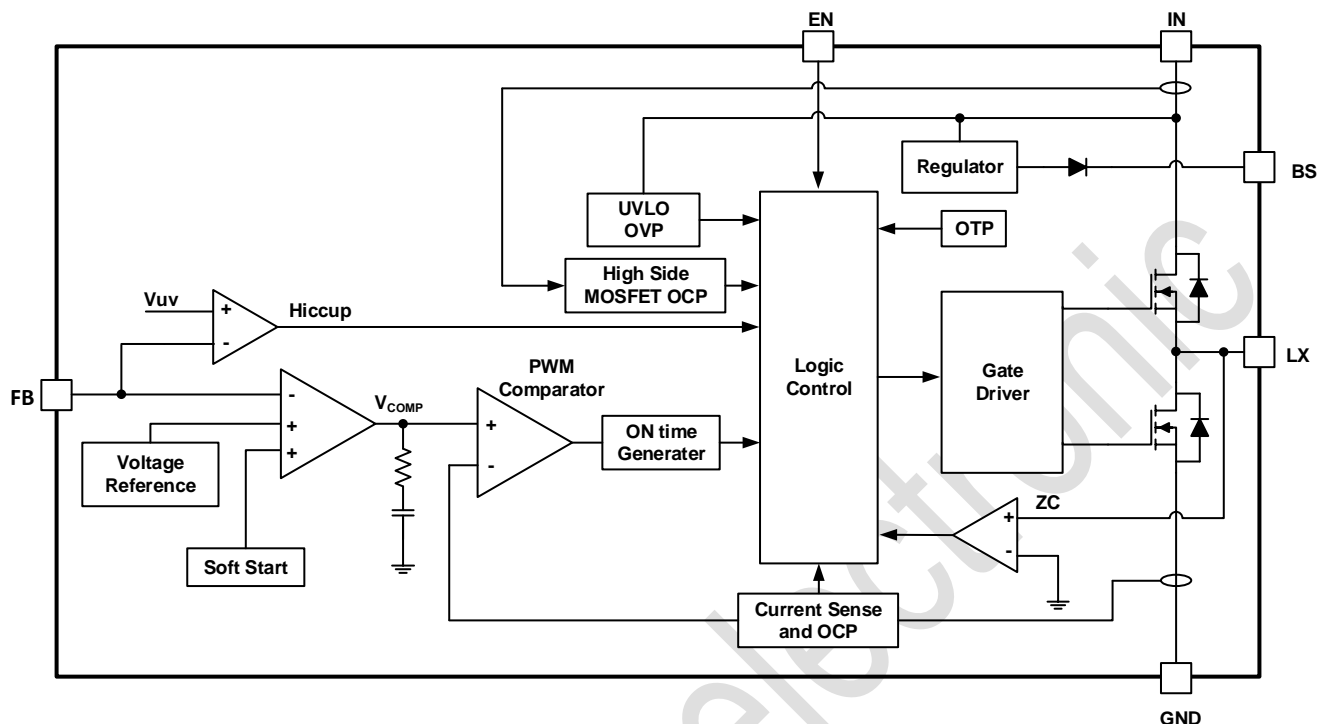 EN
IN
Regulator
BS
UVLO
OVP
OTP
High Side
MOSFET OCP
Vuv
+
-
Hiccup
FB
-
+
+
VCOMP
PWM
Comparator
+
-
ON time
Generater
Logic
Control
Gate
Driver
LX
Voltage
Reference
Soft Start
ZC
+
-
Current Sense
and OCP
GND
electronic